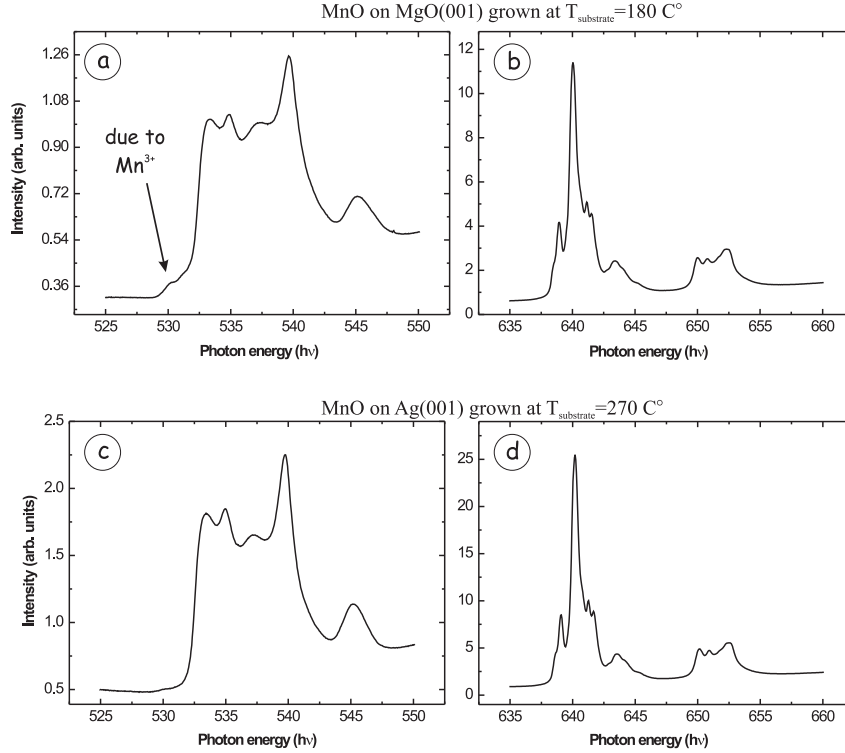 MnO on MgO(001) grown at Tsubstrate=180 C°
a
due to
Mn3+
Intensity (arb. units)
1.26
1.08
0.90
0.72
0.54
0.36
525 530 535 540 545 550
Photon energy (hν)
b
12
10
8
6
4
2
0
635 640 645 650 655 660
Photon energy (hν)
MnO on Ag(001) grown at Tsubstrate=270 C°
c
Intensity (arb. units)
2.5
2.0
1.5
1.0
0.5
525 530 535 540 545 550
Photon energy (hν)
d
25
20
15
10
5
0
635 640 645 650 655 660
Photon energy (hν)